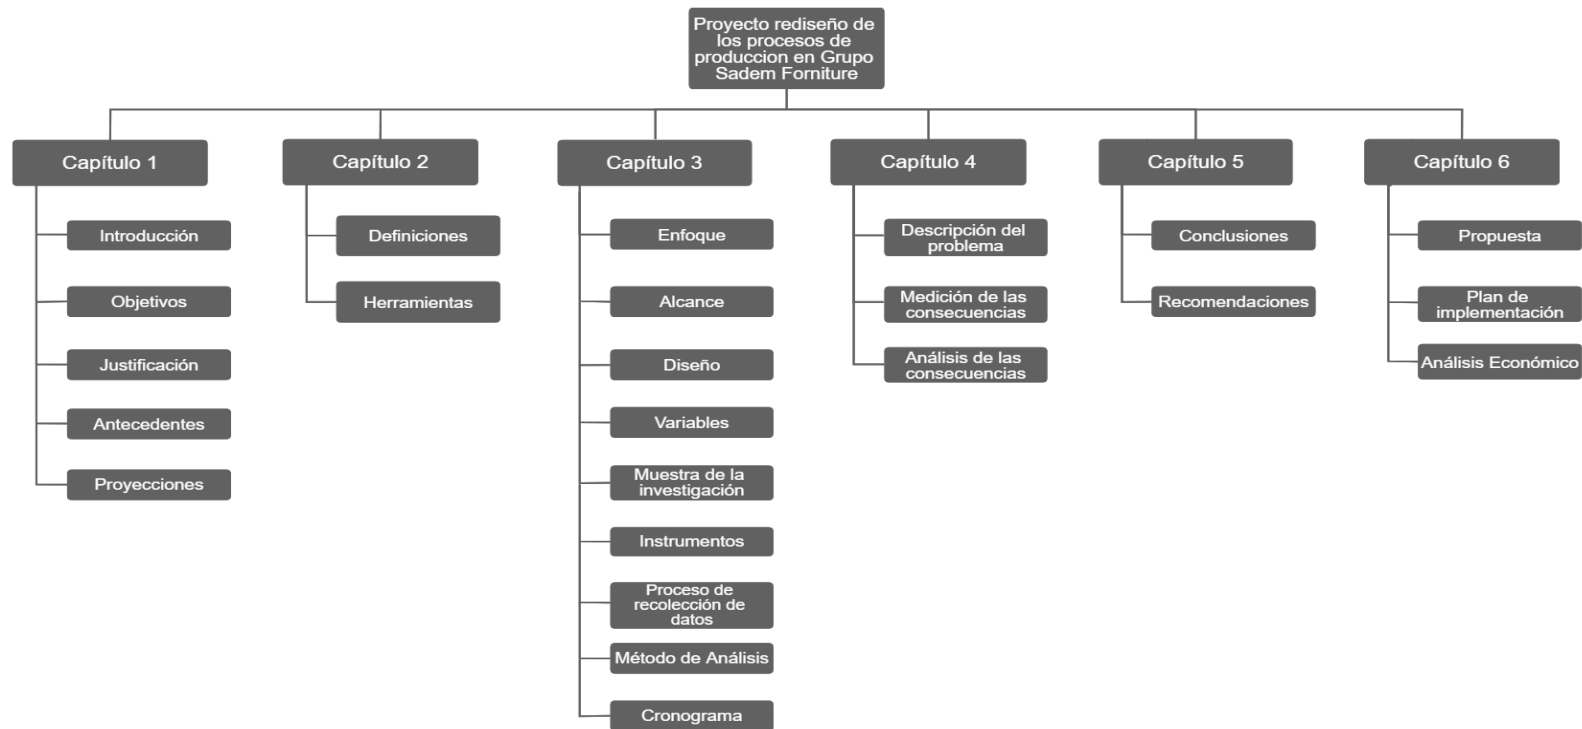 Proyecto rediseño de
los procesos de
produccion en Grupo
Sadem Forniture
Capítulo 1
Introducción
Objetivos
Justificación
Antecedentes
Proyecciones
Capítulo 2
Definiciones
Herramientas
Capítulo 3
Enfoque
Alcance
Diseño
Variables
Muestra de la
investigación
Instrumentos
Proceso de
recolección de
datos
Método de Análisis
Cronograma
Capítulo 4
Descripción del
problema
Medición de las
consecuencias
Análisis de las
consecuencias
Capítulo 5
Conclusiones
Recomendaciones
Capítulo 6
Propuesta
Plan de
implementación
Análisis Económico